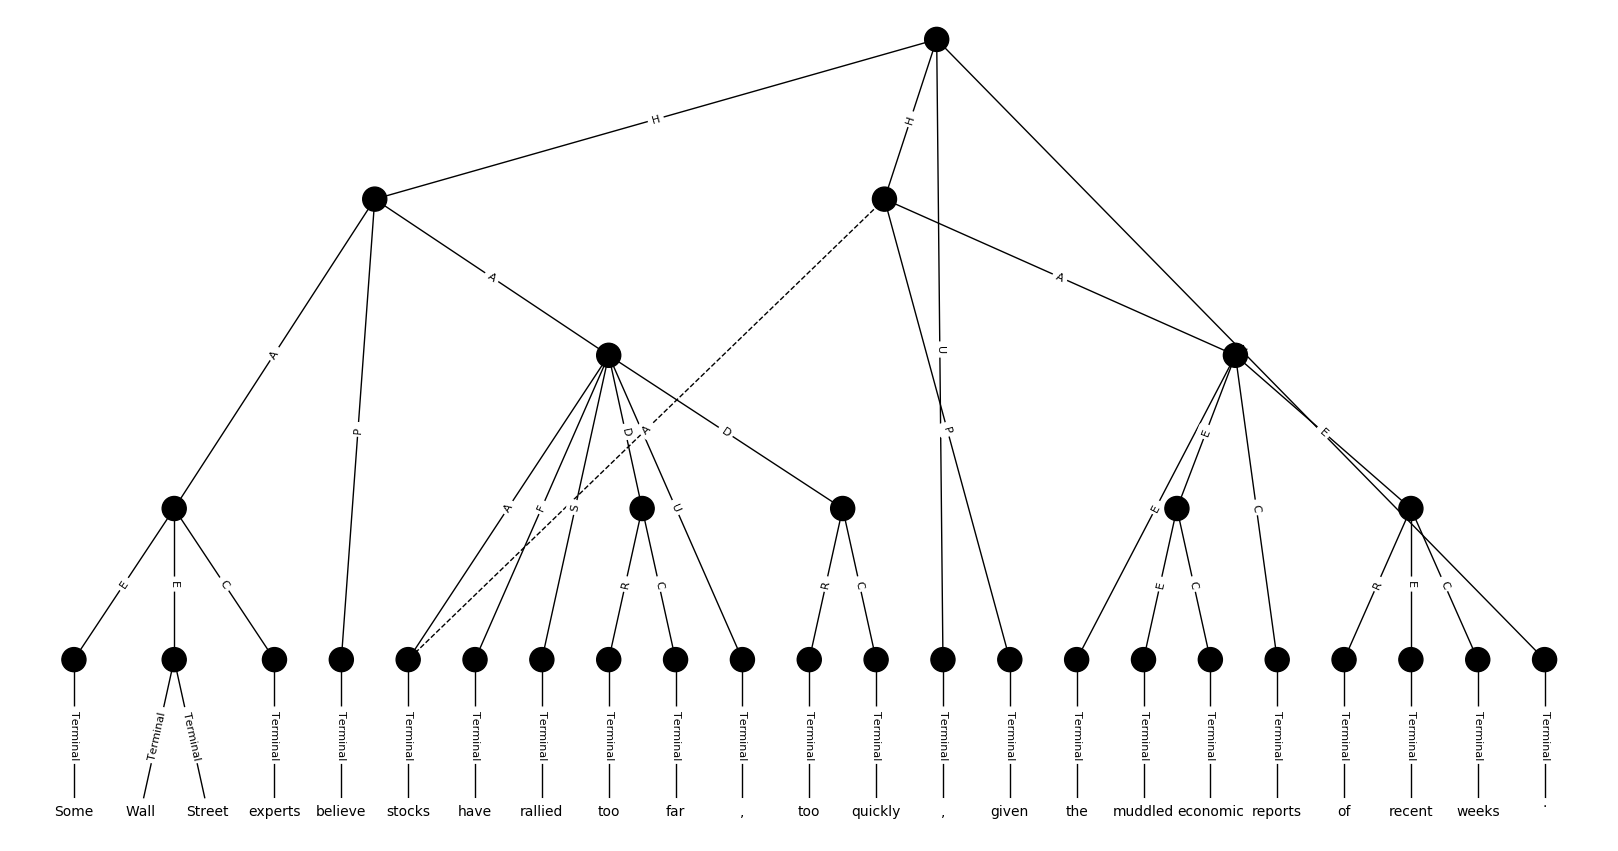 H H
A A U A
A P D A D P E E
A F S U E C
E E C R C R C E C R E C
Terminal Terminal Terminal Terminal Terminal Terminal Terminal Terminal Terminal Terminal Terminal Terminal Terminal Terminal Terminal Terminal Terminal Terminal Terminal Terminal Terminal Terminal Terminal
Some Wall Street experts believe stocks have rallied too far , too quickly , given the muddled economic reports of recent weeks .